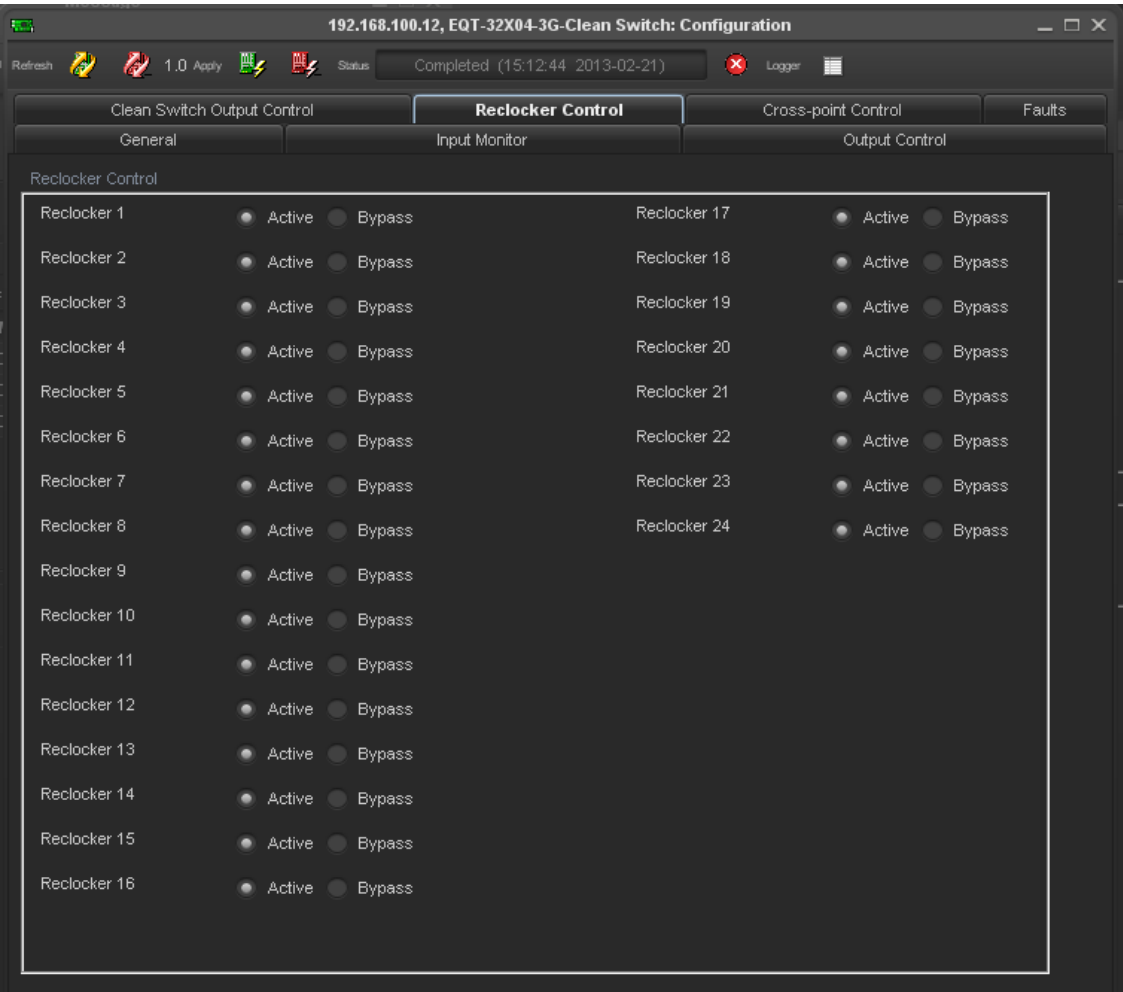 192.168.100.12, EQT-32X04-3G-Clean Switch: Configuration
Refresh 1.0 Apply Status Completed (15:12:44 2013-02-21) Logger
Clean Switch Output Control Reclocker Control Cross-point Control Faults
General Input Monitor Output Control
Reclocker Control
Reclocker 1 Active Bypass Reclocker 17 Active Bypass
Reclocker 2 Active Bypass Reclocker 18 Active Bypass
Reclocker 3 Active Bypass Reclocker 19 Active Bypass
Reclocker 4 Active Bypass Reclocker 20 Active Bypass
Reclocker 5 Active Bypass Reclocker 21 Active Bypass
Reclocker 6 Active Bypass Reclocker 22 Active Bypass
Reclocker 7 Active Bypass Reclocker 23 Active Bypass
Reclocker 8 Active Bypass Reclocker 24 Active Bypass
Reclocker 9 Active Bypass
Reclocker 10 Active Bypass
Reclocker 11 Active Bypass
Reclocker 12 Active Bypass
Reclocker 13 Active Bypass
Reclocker 14 Active Bypass
Reclocker 15 Active Bypass
Reclocker 16 Active Bypass